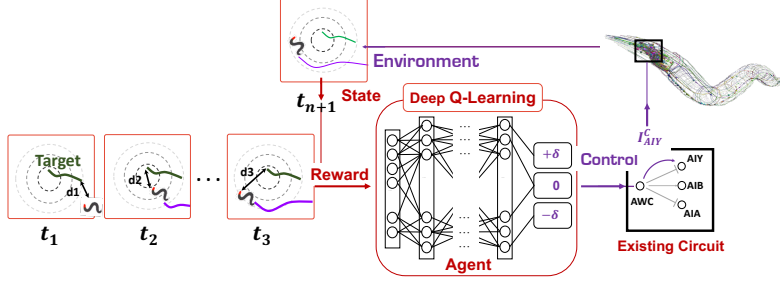 Environment
t_{n+1}
State
Deep Q-Learning
Target
d1
d2
...
d3
Reward
+δ
0
−δ
Control
I^C_{AIY}
AWC
AIY
AIB
AIA
t_1
t_2
t_3
...
...
...
...
Agent
Existing Circuit